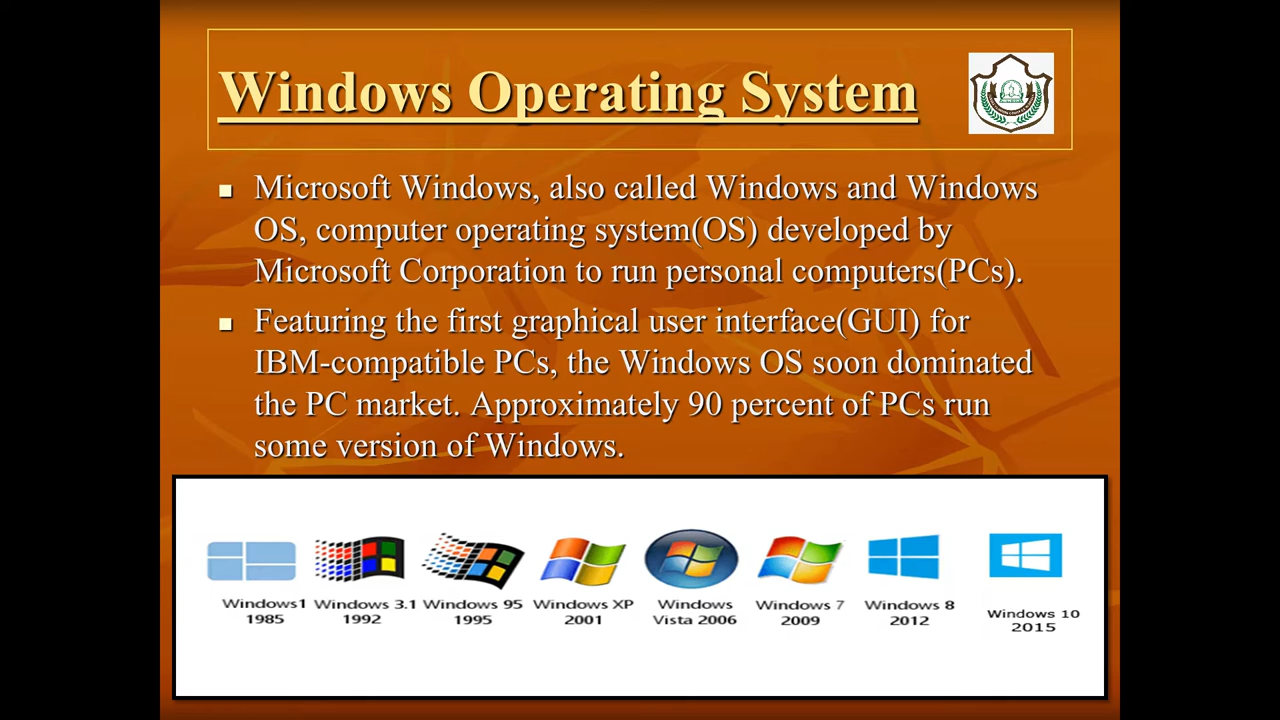 Windows Operating System
Microsoft Windows, also called Windows and Windows
OS, computer operating system(OS) developed by
Microsoft Corporation to run personal computers(PCs).
Featuring the first graphical user interface(GUI) for
IBM-compatible PCs, the Windows OS soon dominated
the PC market. Approximately 90 percent of PCs run
some version of Windows.
Windows1
1985
Windows 3.1
1992
Windows 95
1995
Windows XP
2001
Windows
Vista 2006
Windows 7
2009
Windows 8
2012
Windows 10
2015